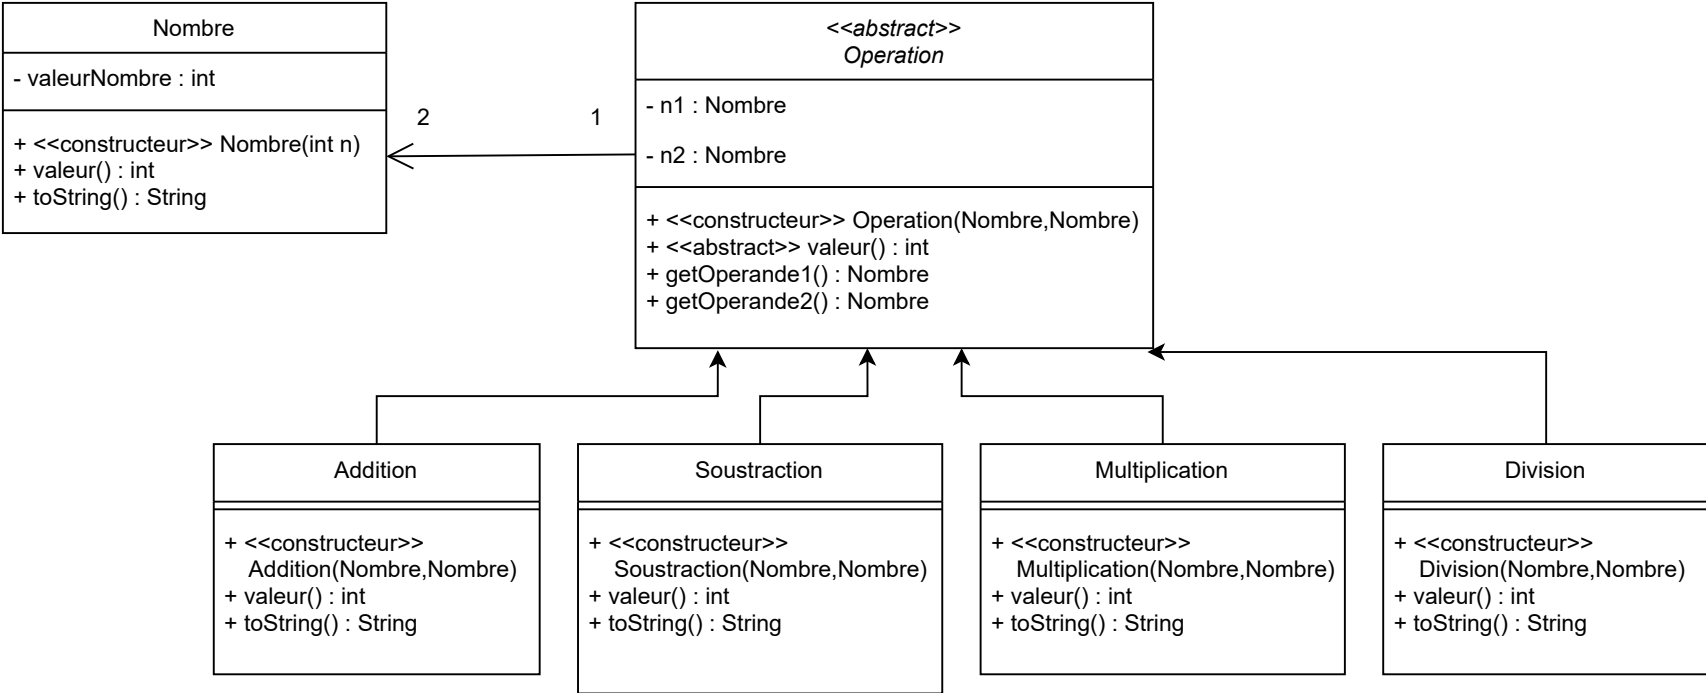 Nombre
- valeurNombre : int
+ <<constructeur>> Nombre(int n)
+ valeur() : int
+ toString() : String
2
1
<<abstract>>
Operation
- n1 : Nombre
- n2 : Nombre
+ <<constructeur>> Operation(Nombre,Nombre)
+ <<abstract>> valeur() : int
+ getOperande1() : Nombre
+ getOperande2() : Nombre
Addition
+ <<constructeur>>
Addition(Nombre,Nombre)
+ valeur() : int
+ toString() : String
Soustraction
+ <<constructeur>>
Soustraction(Nombre,Nombre)
+ valeur() : int
+ toString() : String
Multiplication
+ <<constructeur>>
Multiplication(Nombre,Nombre)
+ valeur() : int
+ toString() : String
Division
+ <<constructeur>>
Division(Nombre,Nombre)
+ valeur() : int
+ toString() : String